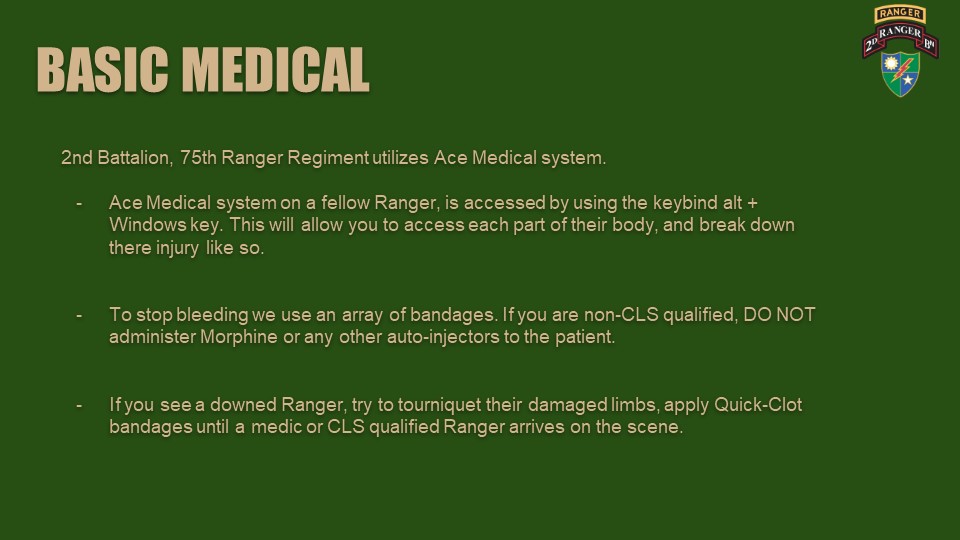 RANGER
2D RANGER BN
BASIC MEDICAL
2nd Battalion, 75th Ranger Regiment utilizes Ace Medical system.
- Ace Medical system on a fellow Ranger, is accessed by using the keybind alt +
Windows key. This will allow you to access each part of their body, and break down
there injury like so.
- To stop bleeding we use an array of bandages. If you are non-CLS qualified, DO NOT
administer Morphine or any other auto-injectors to the patient.
- If you see a downed Ranger, try to tourniquet their damaged limbs, apply Quick-Clot
bandages until a medic or CLS qualified Ranger arrives on the scene.